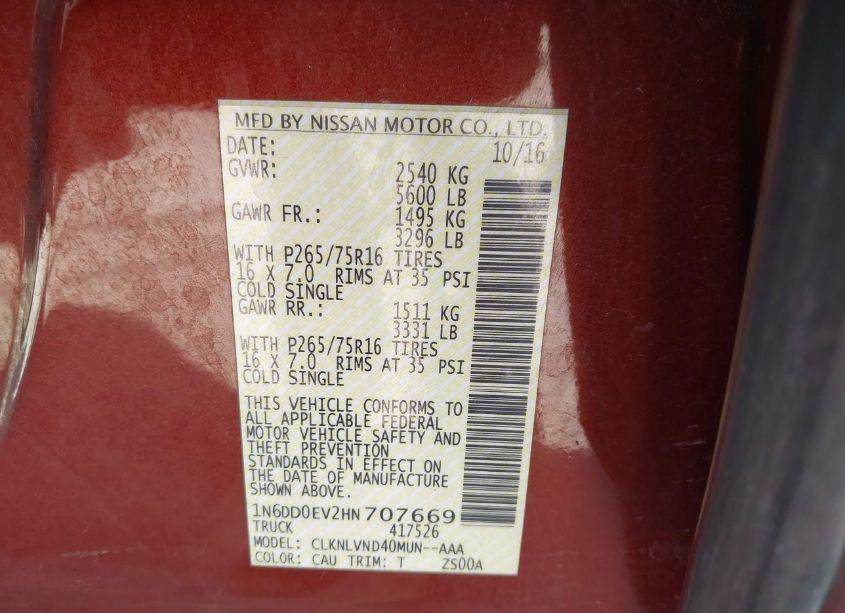 MFD BY NISSAN MOTOR CO., LTD.
DATE: 10/16
GVWR: 2540 KG
5600 LB
GAWR FR.: 1495 KG
3296 LB
WITH P265/75R16 TIRES
16 X 7.0 RIMS AT 35 PSI
COLD SINGLE
GAWR RR.: 1511 KG
3331 LB
WITH P265/75R16 TIRES
16 X 7.0 RIMS AT 35 PSI
COLD SINGLE
THIS VEHICLE CONFORMS TO
ALL APPLICABLE FEDERAL
MOTOR VEHICLE SAFETY AND
THEFT PREVENTION
STANDARDS IN EFFECT ON
THE DATE OF MANUFACTURE
SHOWN ABOVE.
1N6DD0EV2HN707669
TRUCK 417526
MODEL: CLKNLVND40MUN--AAA
COLOR: CAU TRIM: T ZS00A